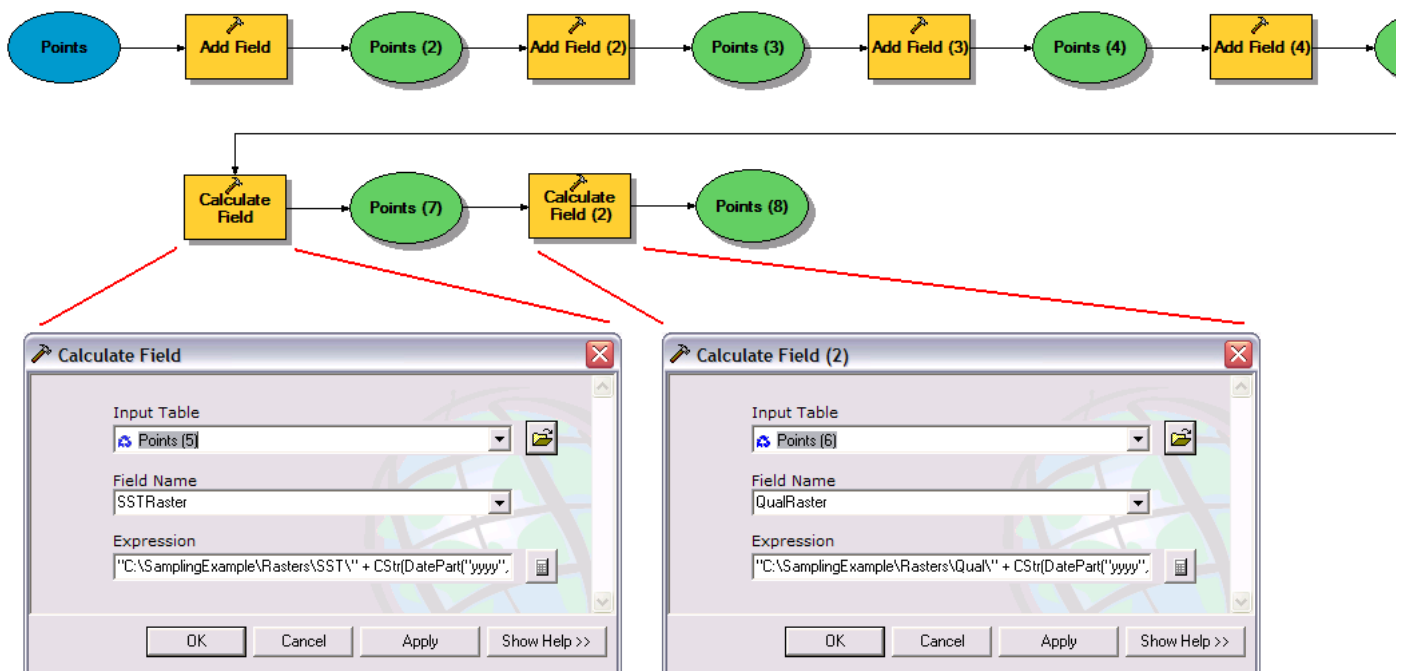 Points
Add Field
Points (2)
Add Field (2)
Points (3)
Add Field (3)
Points (4)
Add Field (4)
Calculate
Field
Points (7)
Calculate
Field (2)
Points (8)
Calculate Field
Input Table
Points (5)
Field Name
SSTRaster
Expression
"C:\SamplingExample\Rasters\SST\" + CStr(DatePart("yyyy",
OK
Cancel
Apply
Show Help >>
Calculate Field (2)
Input Table
Points (6)
Field Name
QualRaster
Expression
"C:\SamplingExample\Rasters\Qual\" + CStr(DatePart("yyyy",
OK
Cancel
Apply
Show Help >>